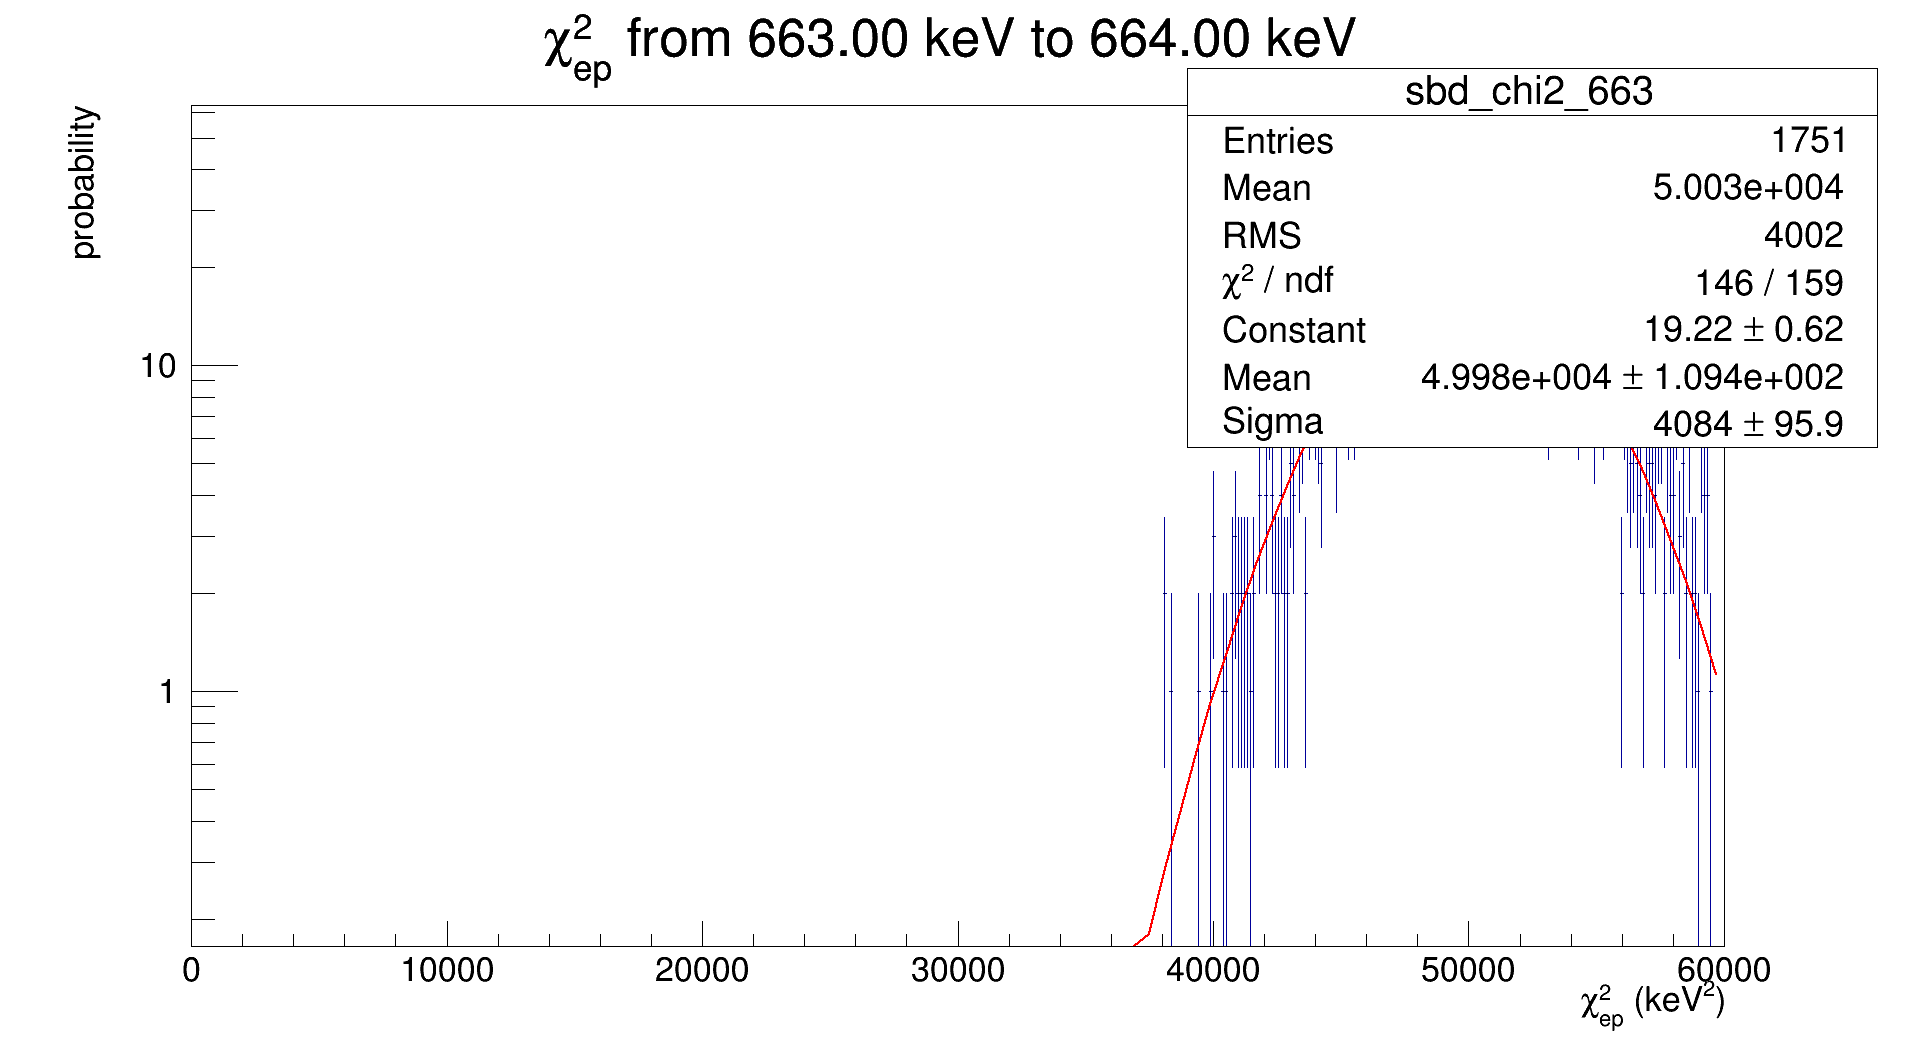 χ²ep from 663.00 keV to 664.00 keV
probability
sbd_chi2_663
Entries 1751
Mean 5.003e+004
RMS 4002
χ² / ndf 146 / 159
Constant 19.22 ± 0.62
Mean 4.998e+004 ± 1.094e+002
Sigma 4084 ± 95.9
10
1
0 10000 20000 30000 40000 50000 60000
χ²ep (keV²)